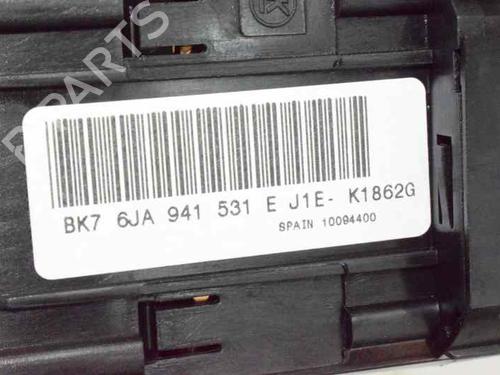 B-PARTS
BK7 6JA 941 531 E J1E- K1862G
SPAIN 10094400